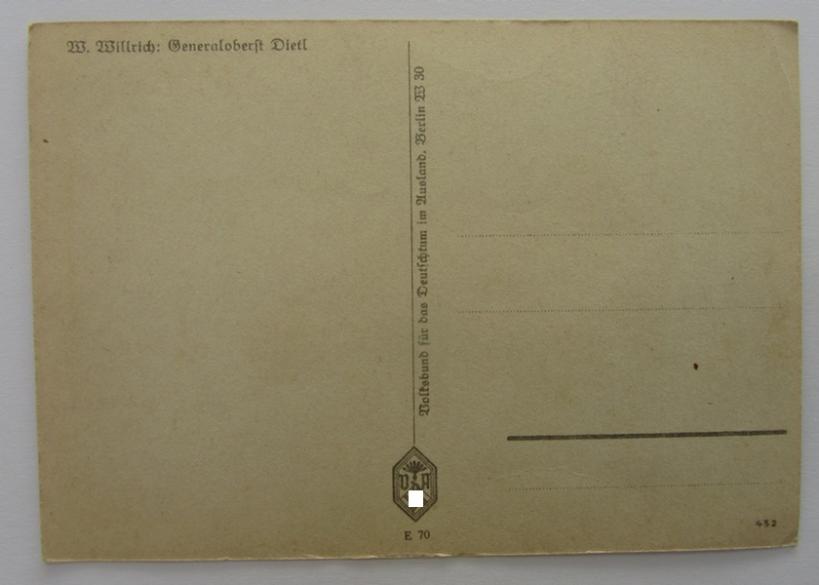 W. Willrich: Generaloberst Dietl
Volksbund für das Deutschtum im Ausland. Berlin W 30
VDA
E 70
452